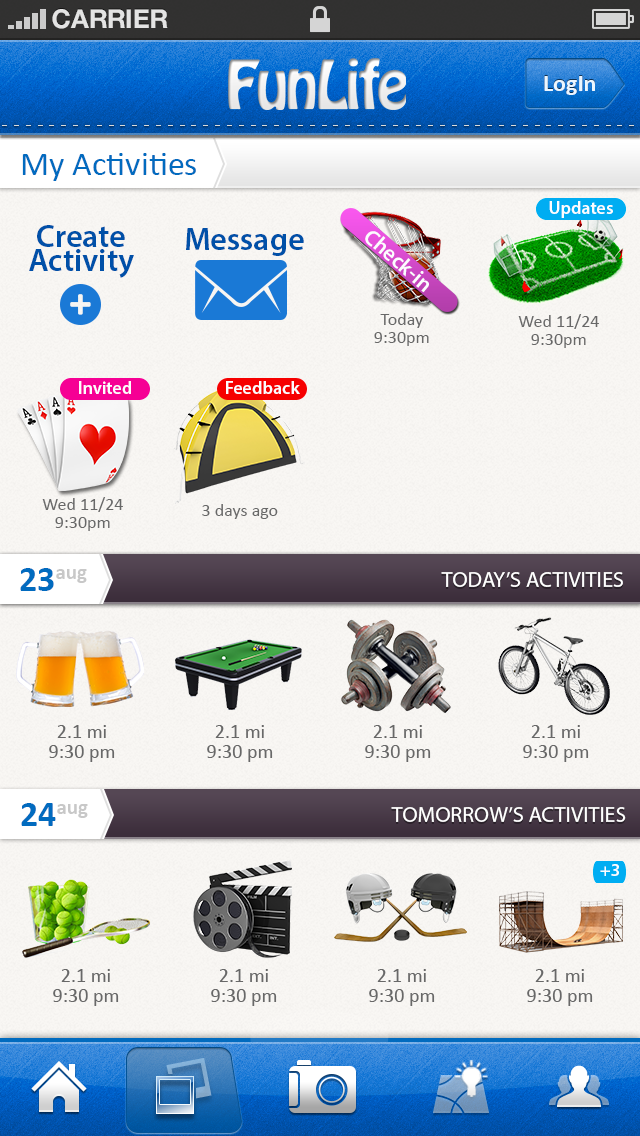 CARRIER
FunLife
LogIn
My Activities
Create
Activity
Message
Check-in
Today
9:30pm
Updates
Wed 11/24
9:30pm
Invited
A A A A
Wed 11/24
9:30pm
Feedback
3 days ago
23 aug
TODAY'S ACTIVITIES
2.1 mi
9:30 pm
2.1 mi
9:30 pm
2.1 mi
9:30 pm
2.1 mi
9:30 pm
24 aug
TOMORROW'S ACTIVITIES
2.1 mi
9:30 pm
2.1 mi
9:30 pm
2.1 mi
9:30 pm
+3
2.1 mi
9:30 pm